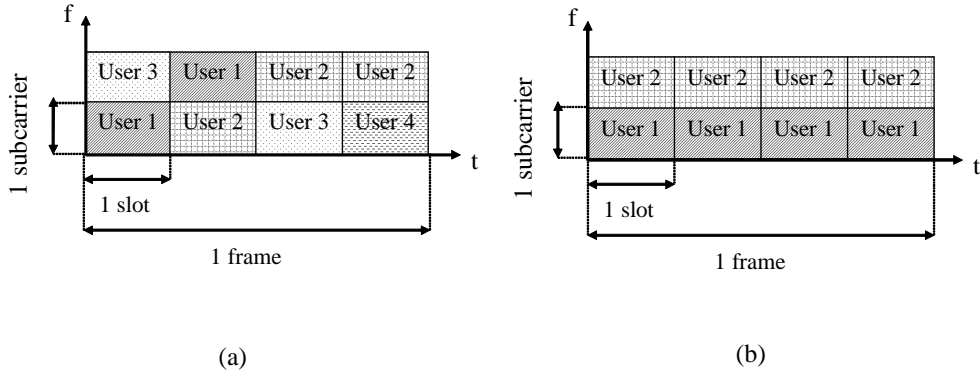 f
User 3 User 1 User 2 User 2
User 1 User 2 User 3 User 4
t
1 subcarrier
1 slot
1 frame
(a)
f
User 2 User 2 User 2 User 2
User 1 User 1 User 1 User 1
t
1 subcarrier
1 slot
1 frame
(b)